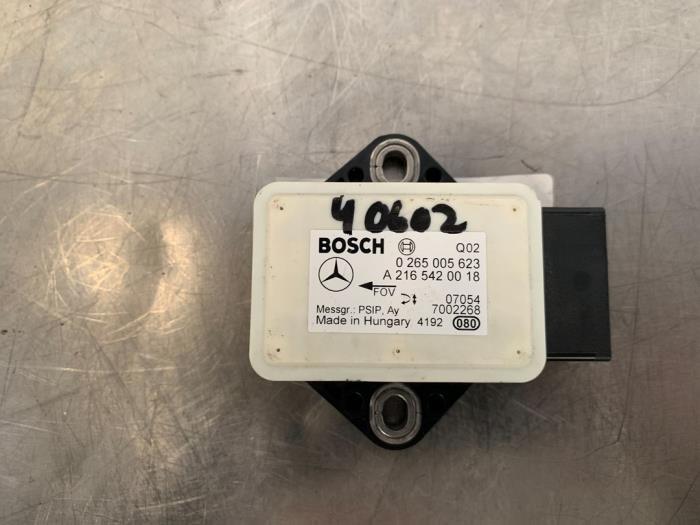 40602
BOSCH Q02
0 265 005 623
A 216 542 00 18
FOV
07054
Messgr.: PSIP, Ay 7002268
Made in Hungary 4192 080